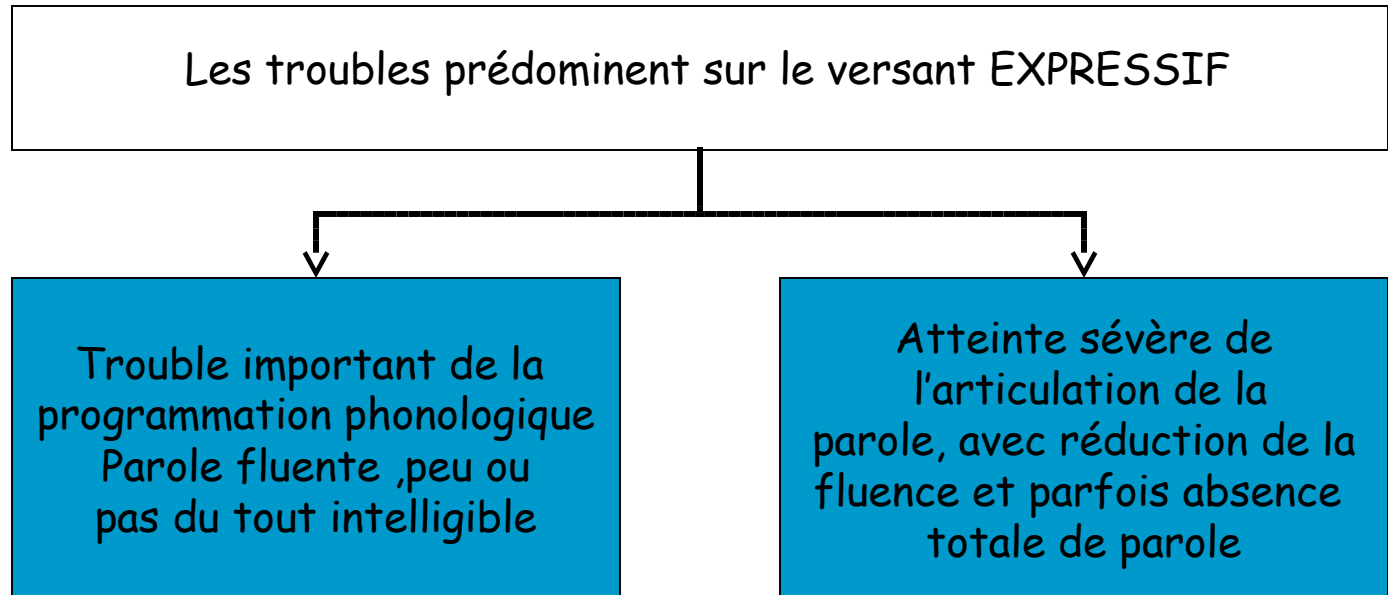 Les troubles prédominent sur le versant EXPRESSIF
Trouble important de la
programmation phonologique
Parole fluente ,peu ou
pas du tout intelligible
Atteinte sévère de
l'articulation de la
parole, avec réduction de la
fluence et parfois absence
totale de parole